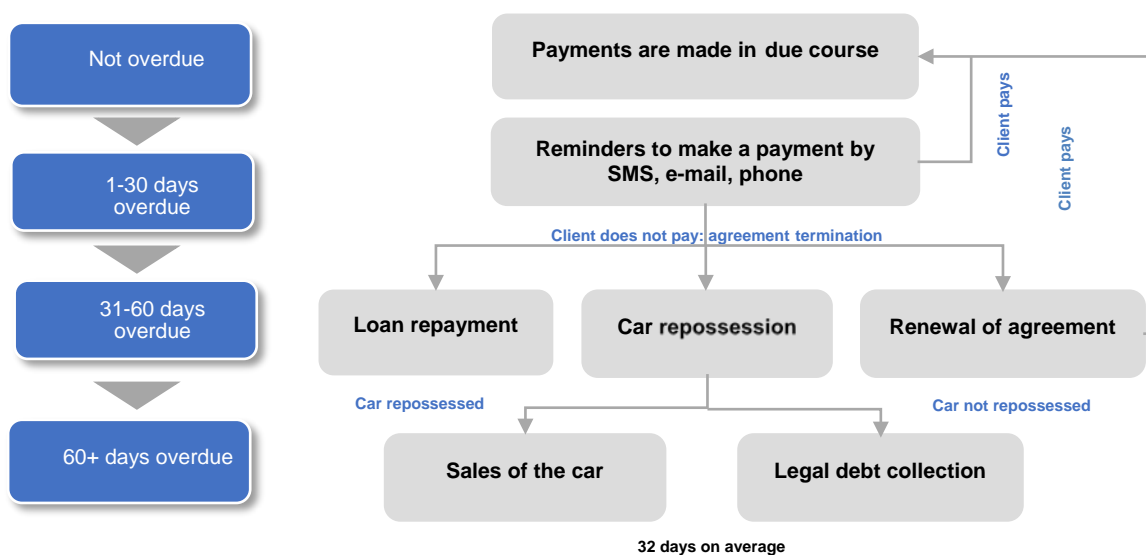 Not overdue
Payments are made in due course
Client pays
Client pays
1-30 days
overdue
Reminders to make a payment by
SMS, e-mail, phone
Client does not pay: agreement termination
31-60 days
overdue
Loan repayment
Car repossession
Renewal of agreement
Car repossessed
Car not repossessed
60+ days overdue
Sales of the car
Legal debt collection
32 days on average